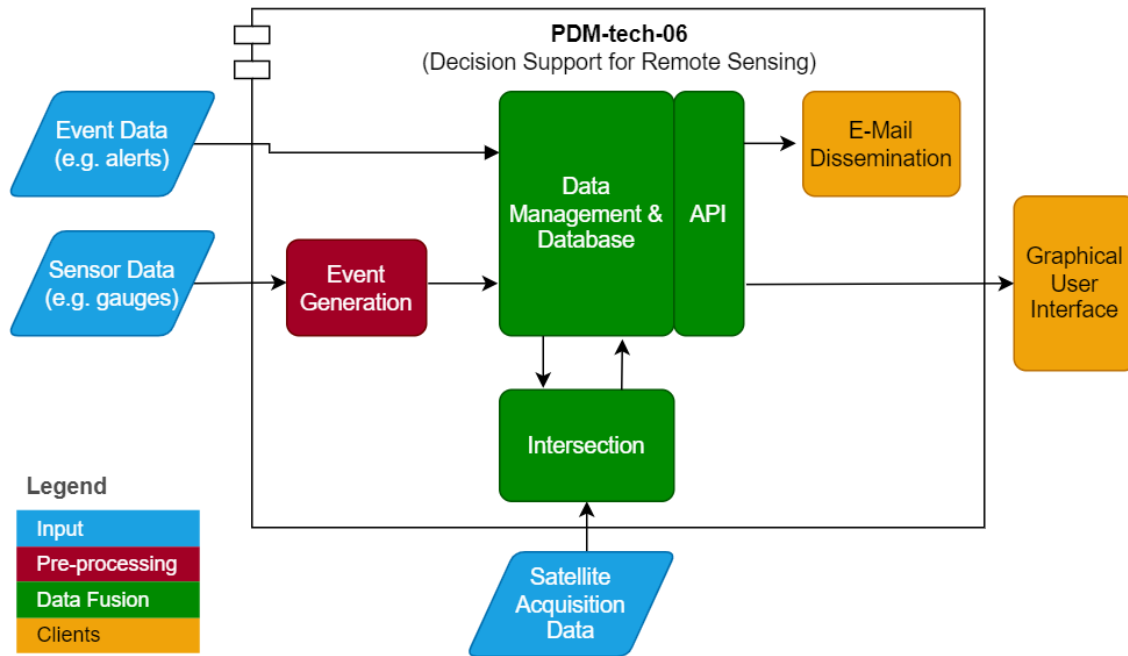 PDM-tech-06
(Decision Support for Remote Sensing)
Event Data
(e.g. alerts)
Sensor Data
(e.g. gauges)
Event
Generation
Data
Management &
Database
API
E-Mail
Dissemination
Graphical
User
Interface
Intersection
Satellite
Acquisition
Data
Legend
Input
Pre-processing
Data Fusion
Clients